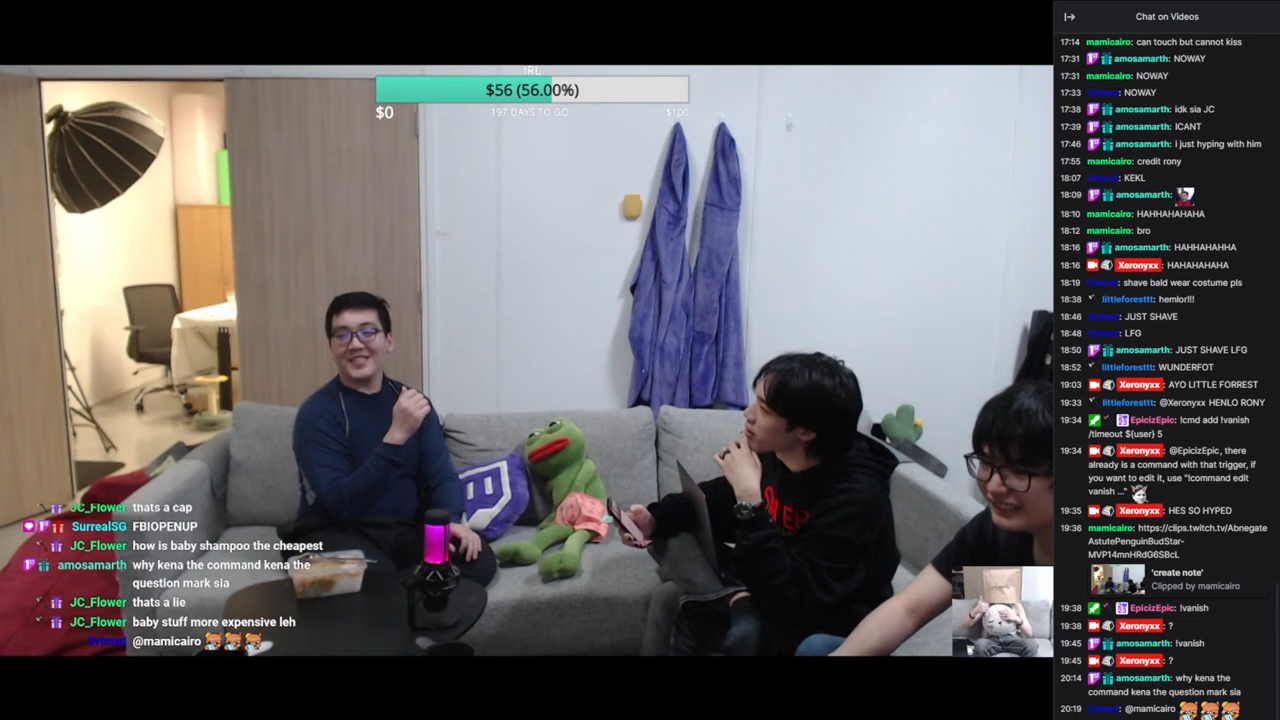 IRL
$56 (56.00%)
$0
197 DAYS TO GO
$100
JC_Flower thats a cap
SurrealSG FBIOPENUP
JC_Flower how is baby shampoo the cheapest
amosamarth why kena the command kena the
question mark sia
JC_Flower thats a lie
JC_Flower baby stuff more expensive leh
@mamicairo
Chat on Videos
17:14 mamicairo: can touch but cannot kiss
17:31 amosamarth: NOWAY
17:31 mamicairo: NOWAY
17:33 : NOWAY
17:38 amosamarth: idk sia JC
17:39 amosamarth: ICANT
17:46 amosamarth: i just hyping with him
17:55 mamicairo: credit rony
18:07 : KEKL
18:09 amosamarth:
18:10 mamicairo: HAHHAHAHAHA
18:12 mamicairo: bro
18:16 amosamarth: HAHHAHAHHA
18:16 Xeronyxx : HAHAHAHAHA
18:19 : shave bald wear costume pls
18:38 littleforesttt: hemlor!!!
18:46 : JUST SHAVE
18:48 : LFG
18:50 amosamarth: JUST SHAVE LFG
18:52 littleforesttt: WUNDERFOT
19:03 Xeronyxx : AYO LITTLE FORREST
19:33 littleforesttt: @Xeronyxx HENLO RONY
19:34 EpicizEpic: !cmd add !vanish
/timeout ${user} 5
19:34 Xeronyxx : @EpicizEpic, there
already is a command with that trigger, if
you want to edit it, use "!command edit
vanish ..."
19:35 Xeronyxx : HES SO HYPED
19:36 mamicairo: https://clips.twitch.tv/Abnegate
AstutePenguinBudStar-
MVP14mnHRdG6SBcL
'create note'
Clipped by mamicairo
19:38 EpicizEpic: !vanish
19:38 Xeronyxx : ?
19:45 amosamarth: !vanish
19:45 Xeronyxx : ?
20:14 amosamarth: why kena the
command kena the question mark sia
20:19 : @mamicairo